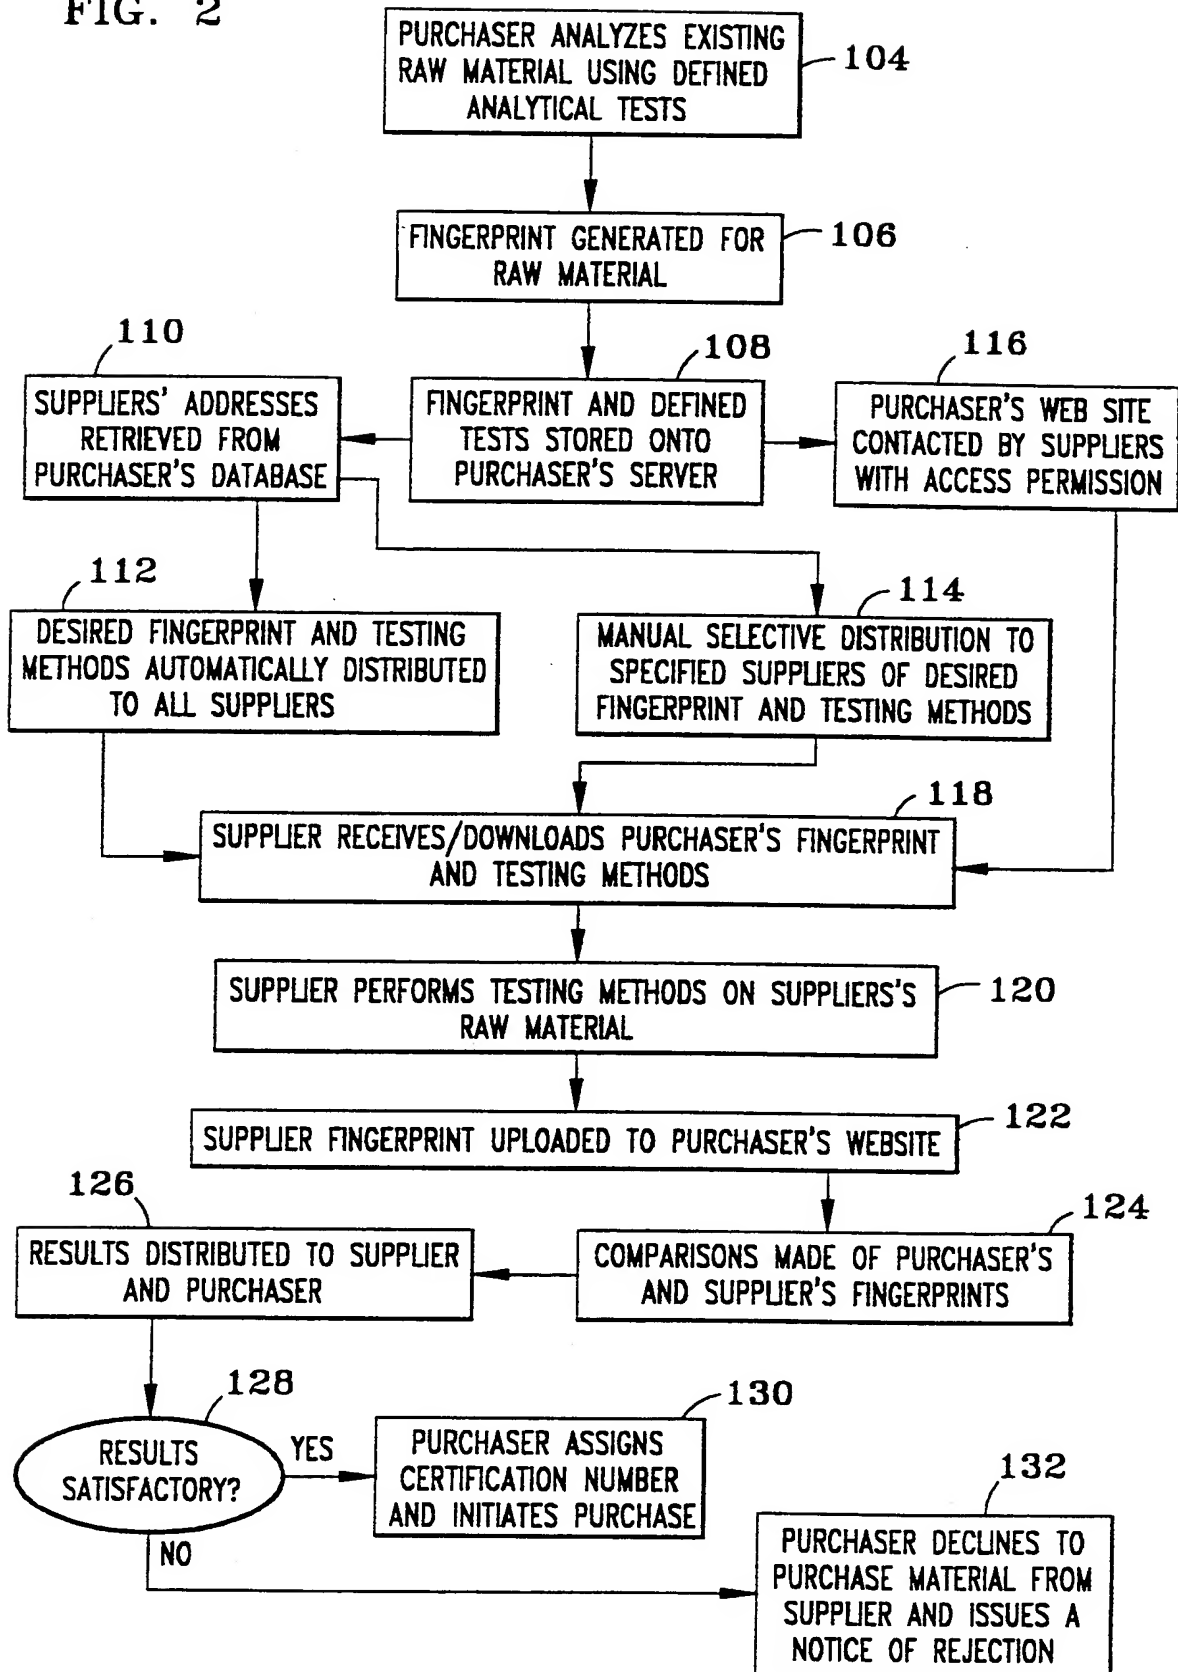 FIG. 2
PURCHASER ANALYZES EXISTING
RAW MATERIAL USING DEFINED
ANALYTICAL TESTS
104
FINGERPRINT GENERATED FOR
RAW MATERIAL
106
110
SUPPLIERS' ADDRESSES
RETRIEVED FROM
PURCHASER'S DATABASE
108
FINGERPRINT AND DEFINED
TESTS STORED ONTO
PURCHASER'S SERVER
116
PURCHASER'S WEB SITE
CONTACTED BY SUPPLIERS
WITH ACCESS PERMISSION
112
DESIRED FINGERPRINT AND TESTING
METHODS AUTOMATICALLY DISTRIBUTED
TO ALL SUPPLIERS
114
MANUAL SELECTIVE DISTRIBUTION TO
SPECIFIED SUPPLIERS OF DESIRED
FINGERPRINT AND TESTING METHODS
118
SUPPLIER RECEIVES/DOWNLOADS PURCHASER'S FINGERPRINT
AND TESTING METHODS
SUPPLIER PERFORMS TESTING METHODS ON SUPPLIERS'S
RAW MATERIAL
120
SUPPLIER FINGERPRINT UPLOADED TO PURCHASER'S WEBSITE
122
126
RESULTS DISTRIBUTED TO SUPPLIER
AND PURCHASER
124
COMPARISONS MADE OF PURCHASER'S
AND SUPPLIER'S FINGERPRINTS
128
RESULTS
SATISFACTORY?
YES
130
PURCHASER ASSIGNS
CERTIFICATION NUMBER
AND INITIATES PURCHASE
NO
132
PURCHASER DECLINES TO
PURCHASE MATERIAL FROM
SUPPLIER AND ISSUES A
NOTICE OF REJECTION